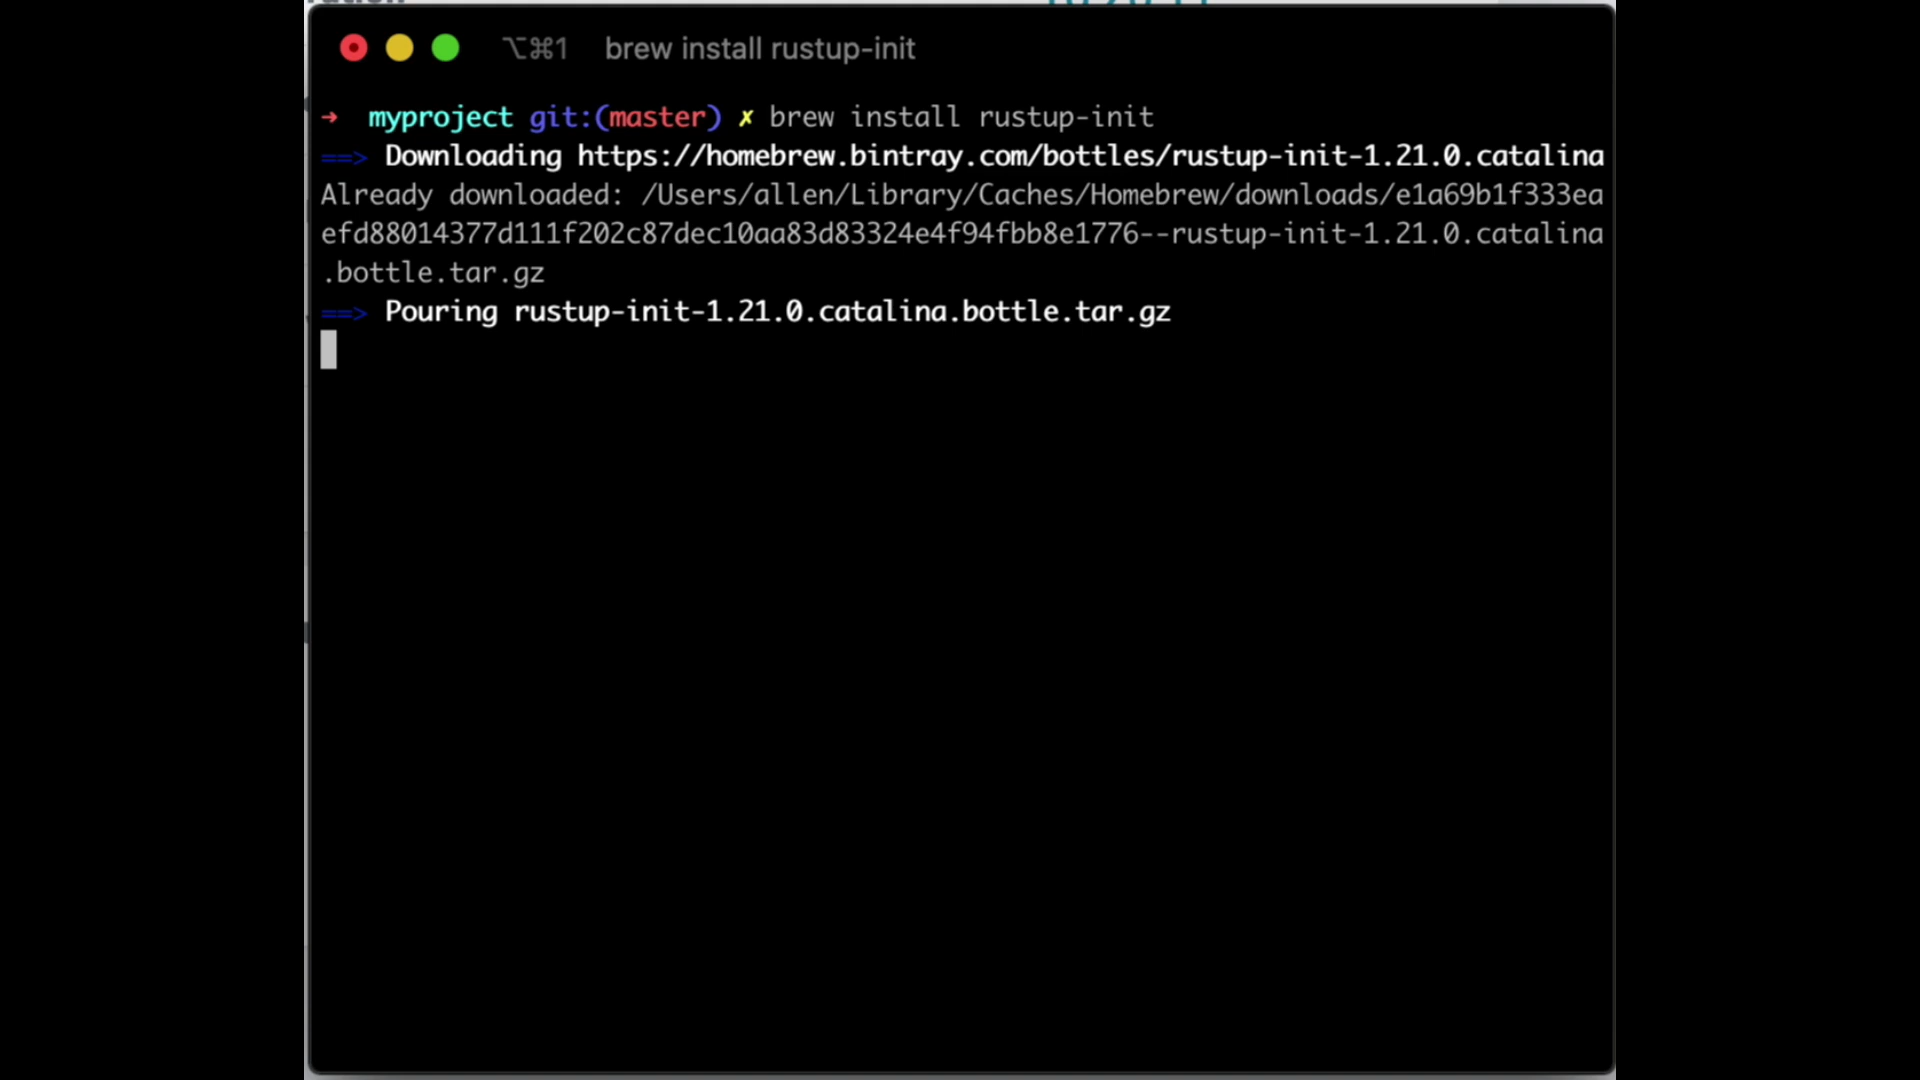 ⌥⌘1 brew install rustup-init
➜ myproject git:(master) ✗ brew install rustup-init
==> Downloading https://homebrew.bintray.com/bottles/rustup-init-1.21.0.catalina
Already downloaded: /Users/allen/Library/Caches/Homebrew/downloads/e1a69b1f333ea
efd88014377d111f202c87dec10aa83d83324e4f94fbb8e1776--rustup-init-1.21.0.catalina
.bottle.tar.gz
==> Pouring rustup-init-1.21.0.catalina.bottle.tar.gz